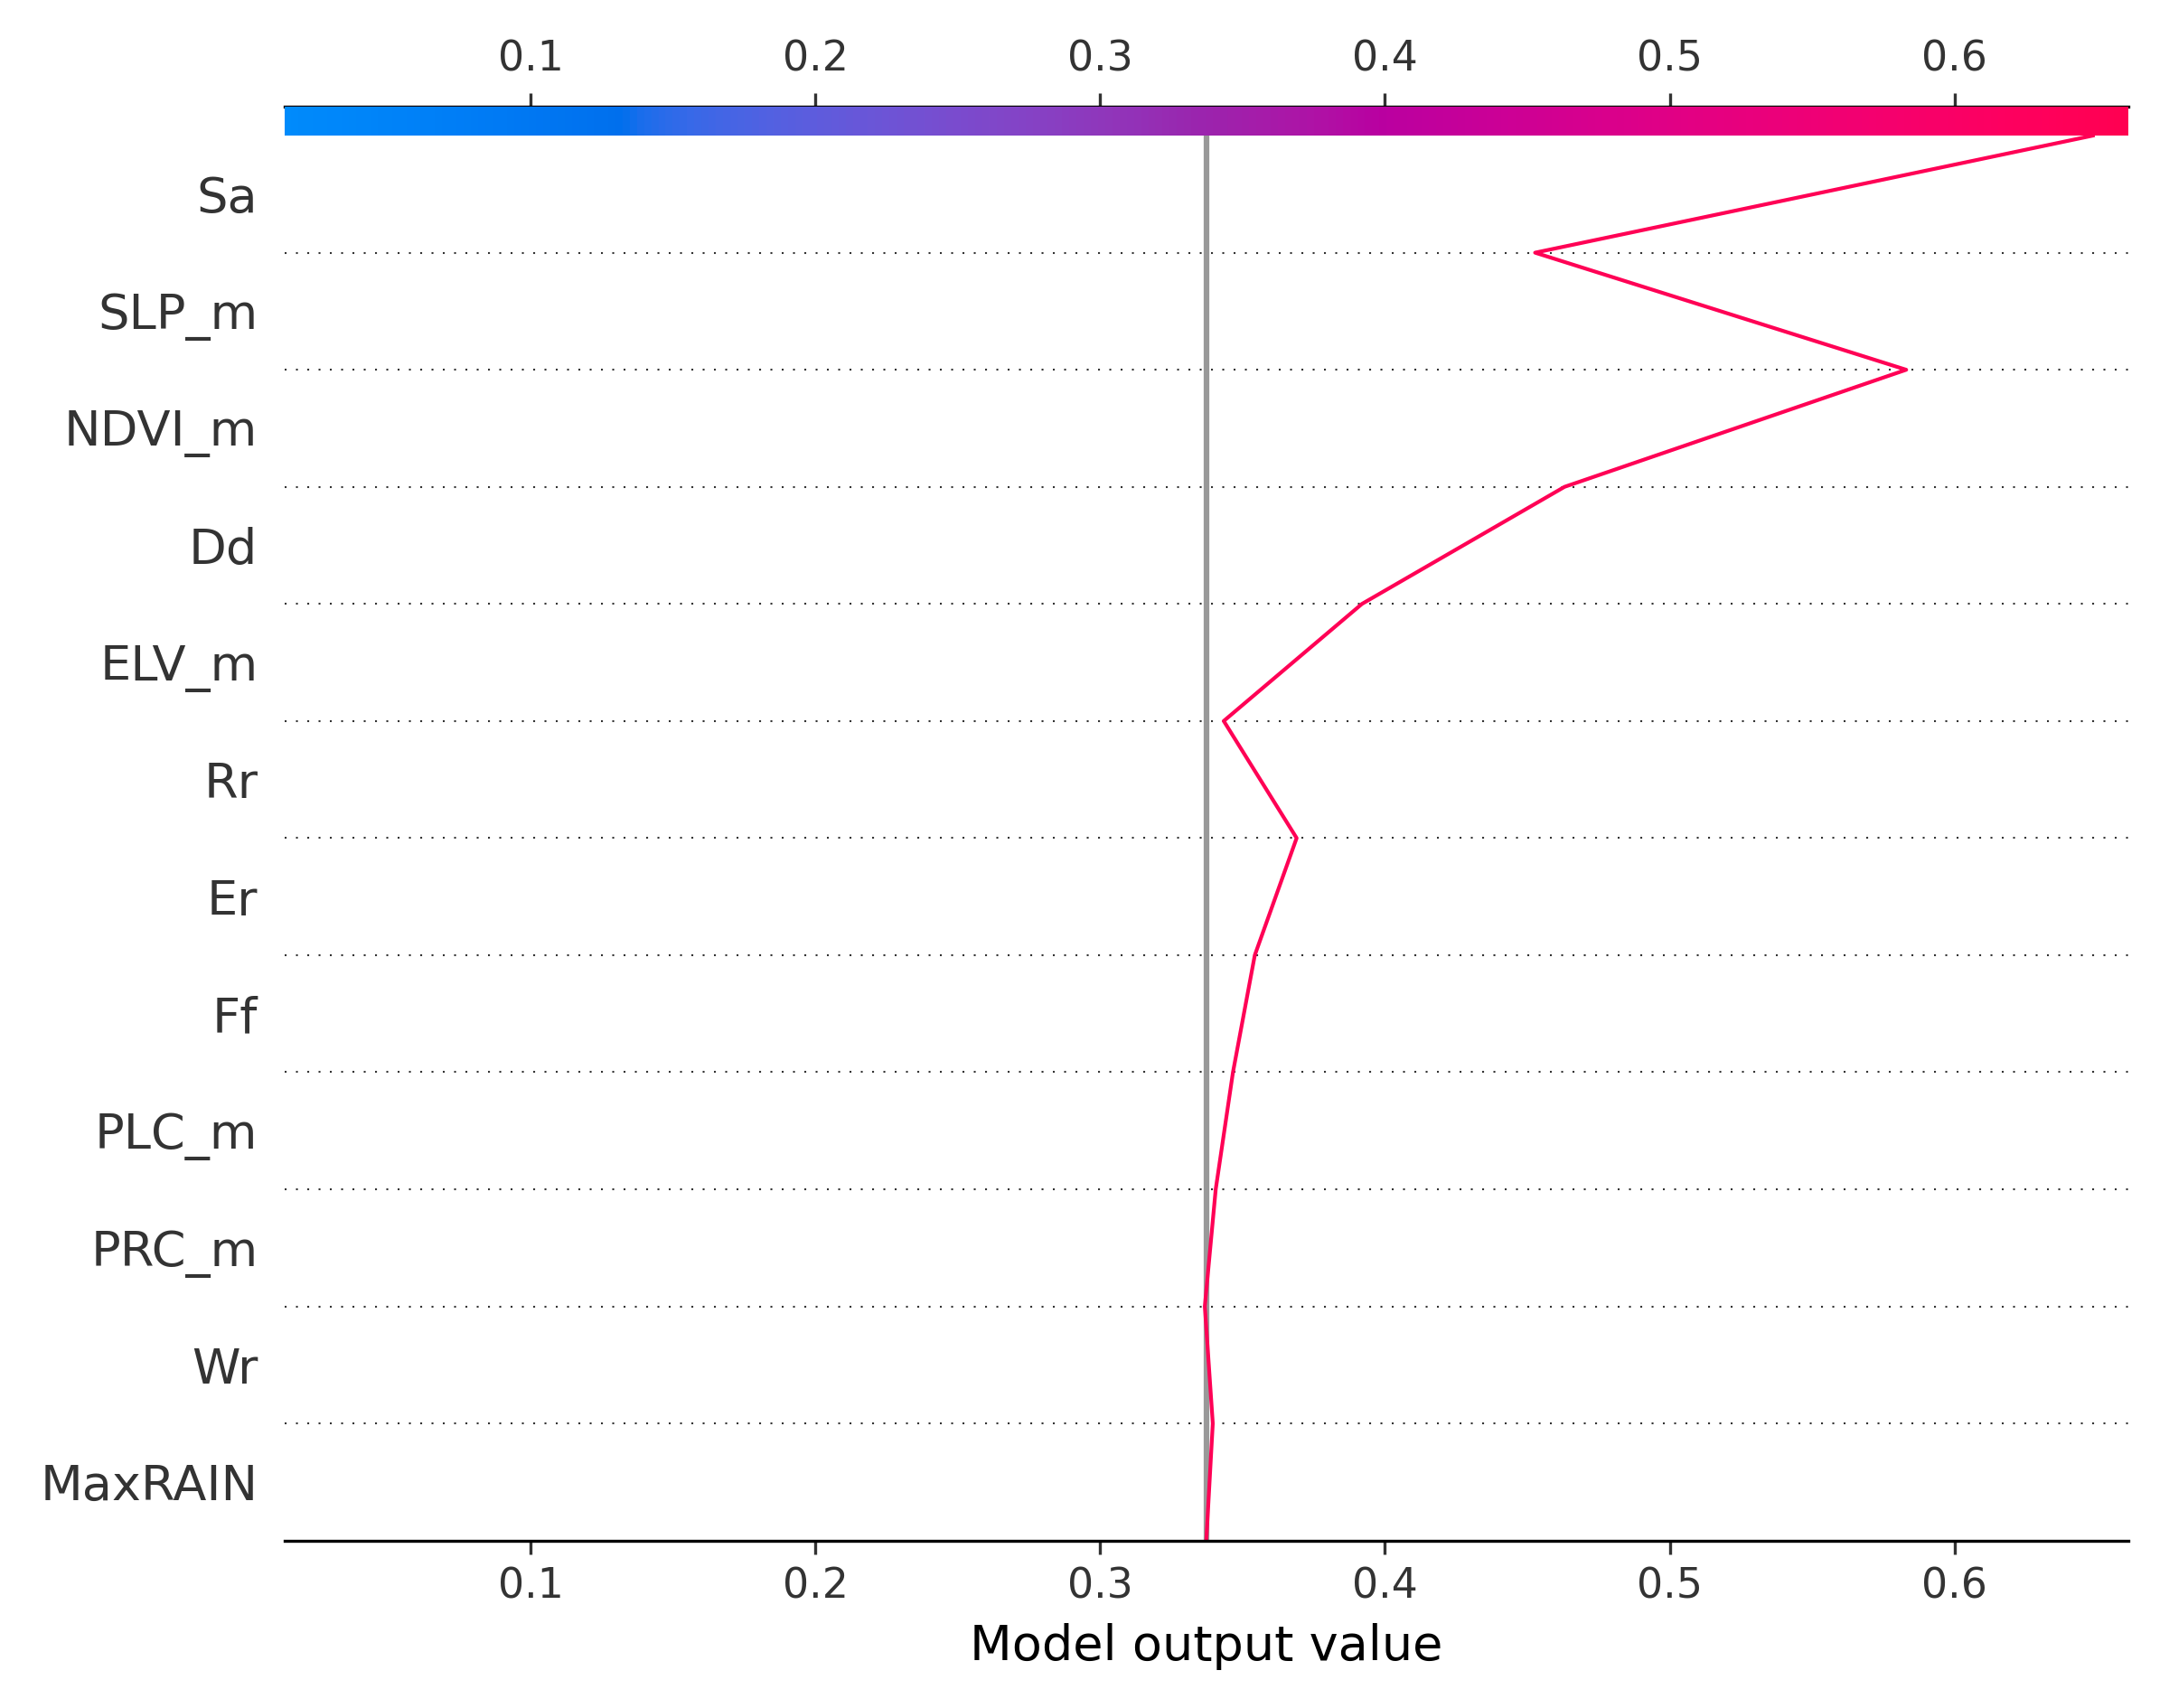 0.1 0.2 0.3 0.4 0.5 0.6
Sa
SLP_m
NDVI_m
Dd
ELV_m
Rr
Er
Ff
PLC_m
PRC_m
Wr
MaxRAIN
0.1 0.2 0.3 0.4 0.5 0.6
Model output value